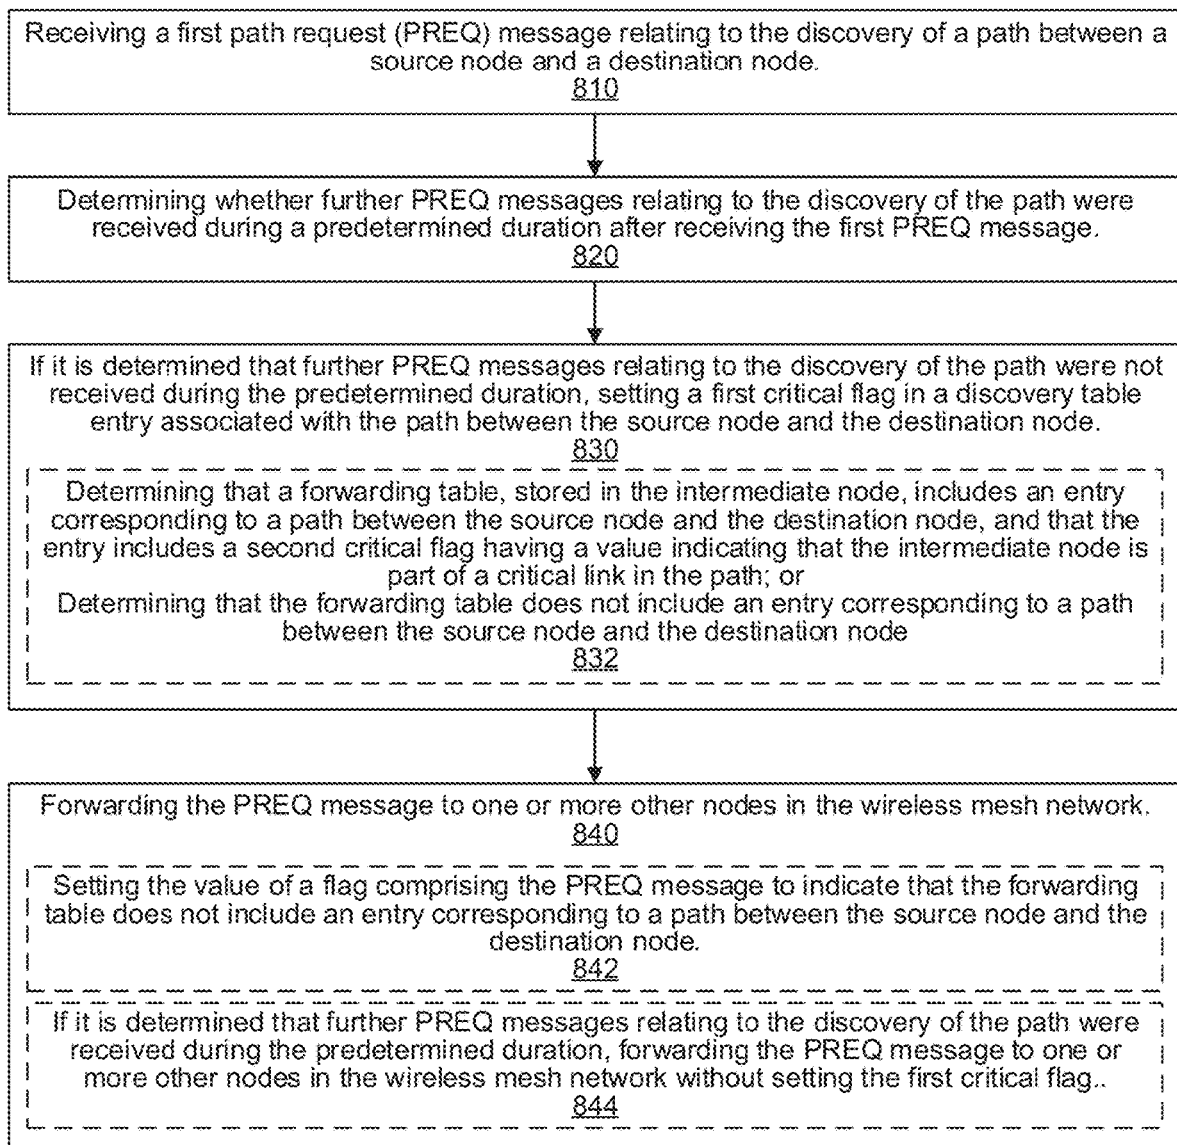 Receiving a first path request (PREQ) message relating to the discovery of a path between a
source node and a destination node.
810
Determining whether further PREQ messages relating to the discovery of the path were
received during a predetermined duration after receiving the first PREQ message.
820
If it is determined that further PREQ messages relating to the discovery of the path were not
received during the predetermined duration, setting a first critical flag in a discovery table
entry associated with the path between the source node and the destination node.
830
Determining that a forwarding table, stored in the intermediate node, includes an entry
corresponding to a path between the source node and the destination node, and that the
entry includes a second critical flag having a value indicating that the intermediate node is
part of a critical link in the path; or
Determining that the forwarding table does not include an entry corresponding to a path
between the source node and the destination node
832
Forwarding the PREQ message to one or more other nodes in the wireless mesh network.
840
Setting the value of a flag comprising the PREQ message to indicate that the forwarding
table does not include an entry corresponding to a path between the source node and the
destination node.
842
If it is determined that further PREQ messages relating to the discovery of the path were
received during the predetermined duration, forwarding the PREQ message to one or
more other nodes in the wireless mesh network without setting the first critical flag..
844